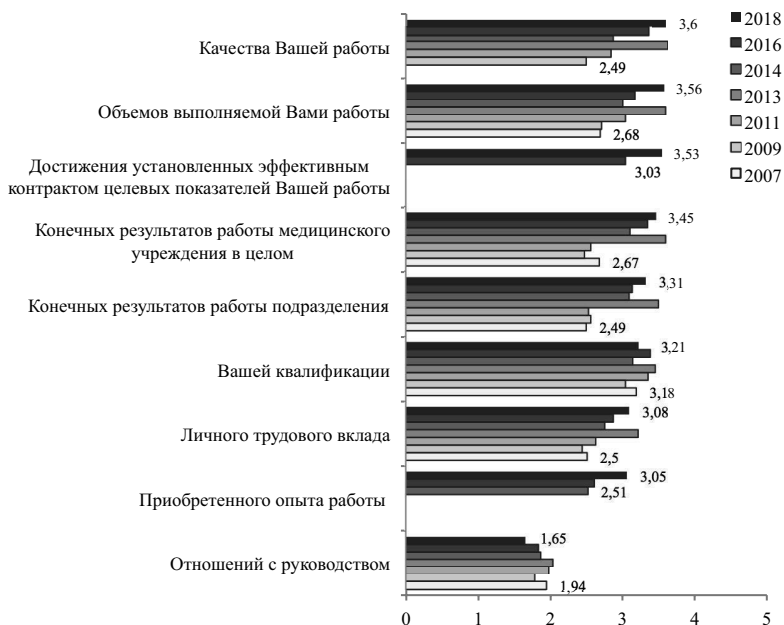 2018
2016
2014
2013
2011
2009
2007
Качества Вашей работы
3,6
2,49
Объемов выполняемой Вами работы
3,56
2,68
Достижения установленных эффективным
контрактом целевых показателей Вашей работы
3,53
3,03
Конечных результатов работы медицинского
учреждения в целом
3,45
2,67
Конечных результатов работы подразделения
3,31
2,49
Вашей квалификации
3,21
3,18
Личного трудового вклада
3,08
2,5
Приобретенного опыта работы
3,05
2,51
Отношений с руководством
1,65
1,94
0 1 2 3 4 5